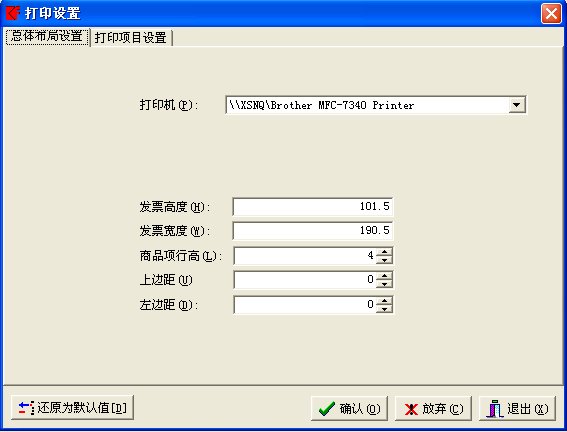 打印设置
总体布局设置 打印项目设置
打印机(P): \\XSNQ\Brother MFC-7340 Printer
发票高度(H): 101.5
发票宽度(W): 190.5
商品项行高(L): 4
上边距(U) 0
左边距(D): 0
还原为默认值[D] 确认(O) 放弃(C) 退出(X)